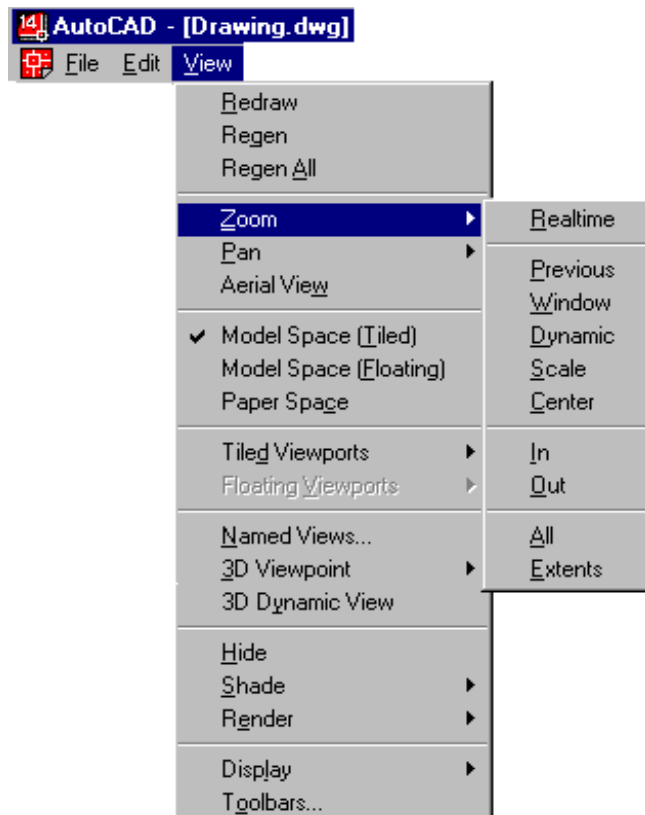 14 AutoCAD - [Drawing.dwg]
File Edit View
Redraw
Regen
Regen All
Zoom
Pan
Aerial View
Model Space (Tiled)
Model Space (Floating)
Paper Space
Tiled Viewports
Floating Viewports
Named Views...
3D Viewpoint
3D Dynamic View
Hide
Shade
Render
Display
Toolbars...
Realtime
Previous
Window
Dynamic
Scale
Center
In
Out
All
Extents